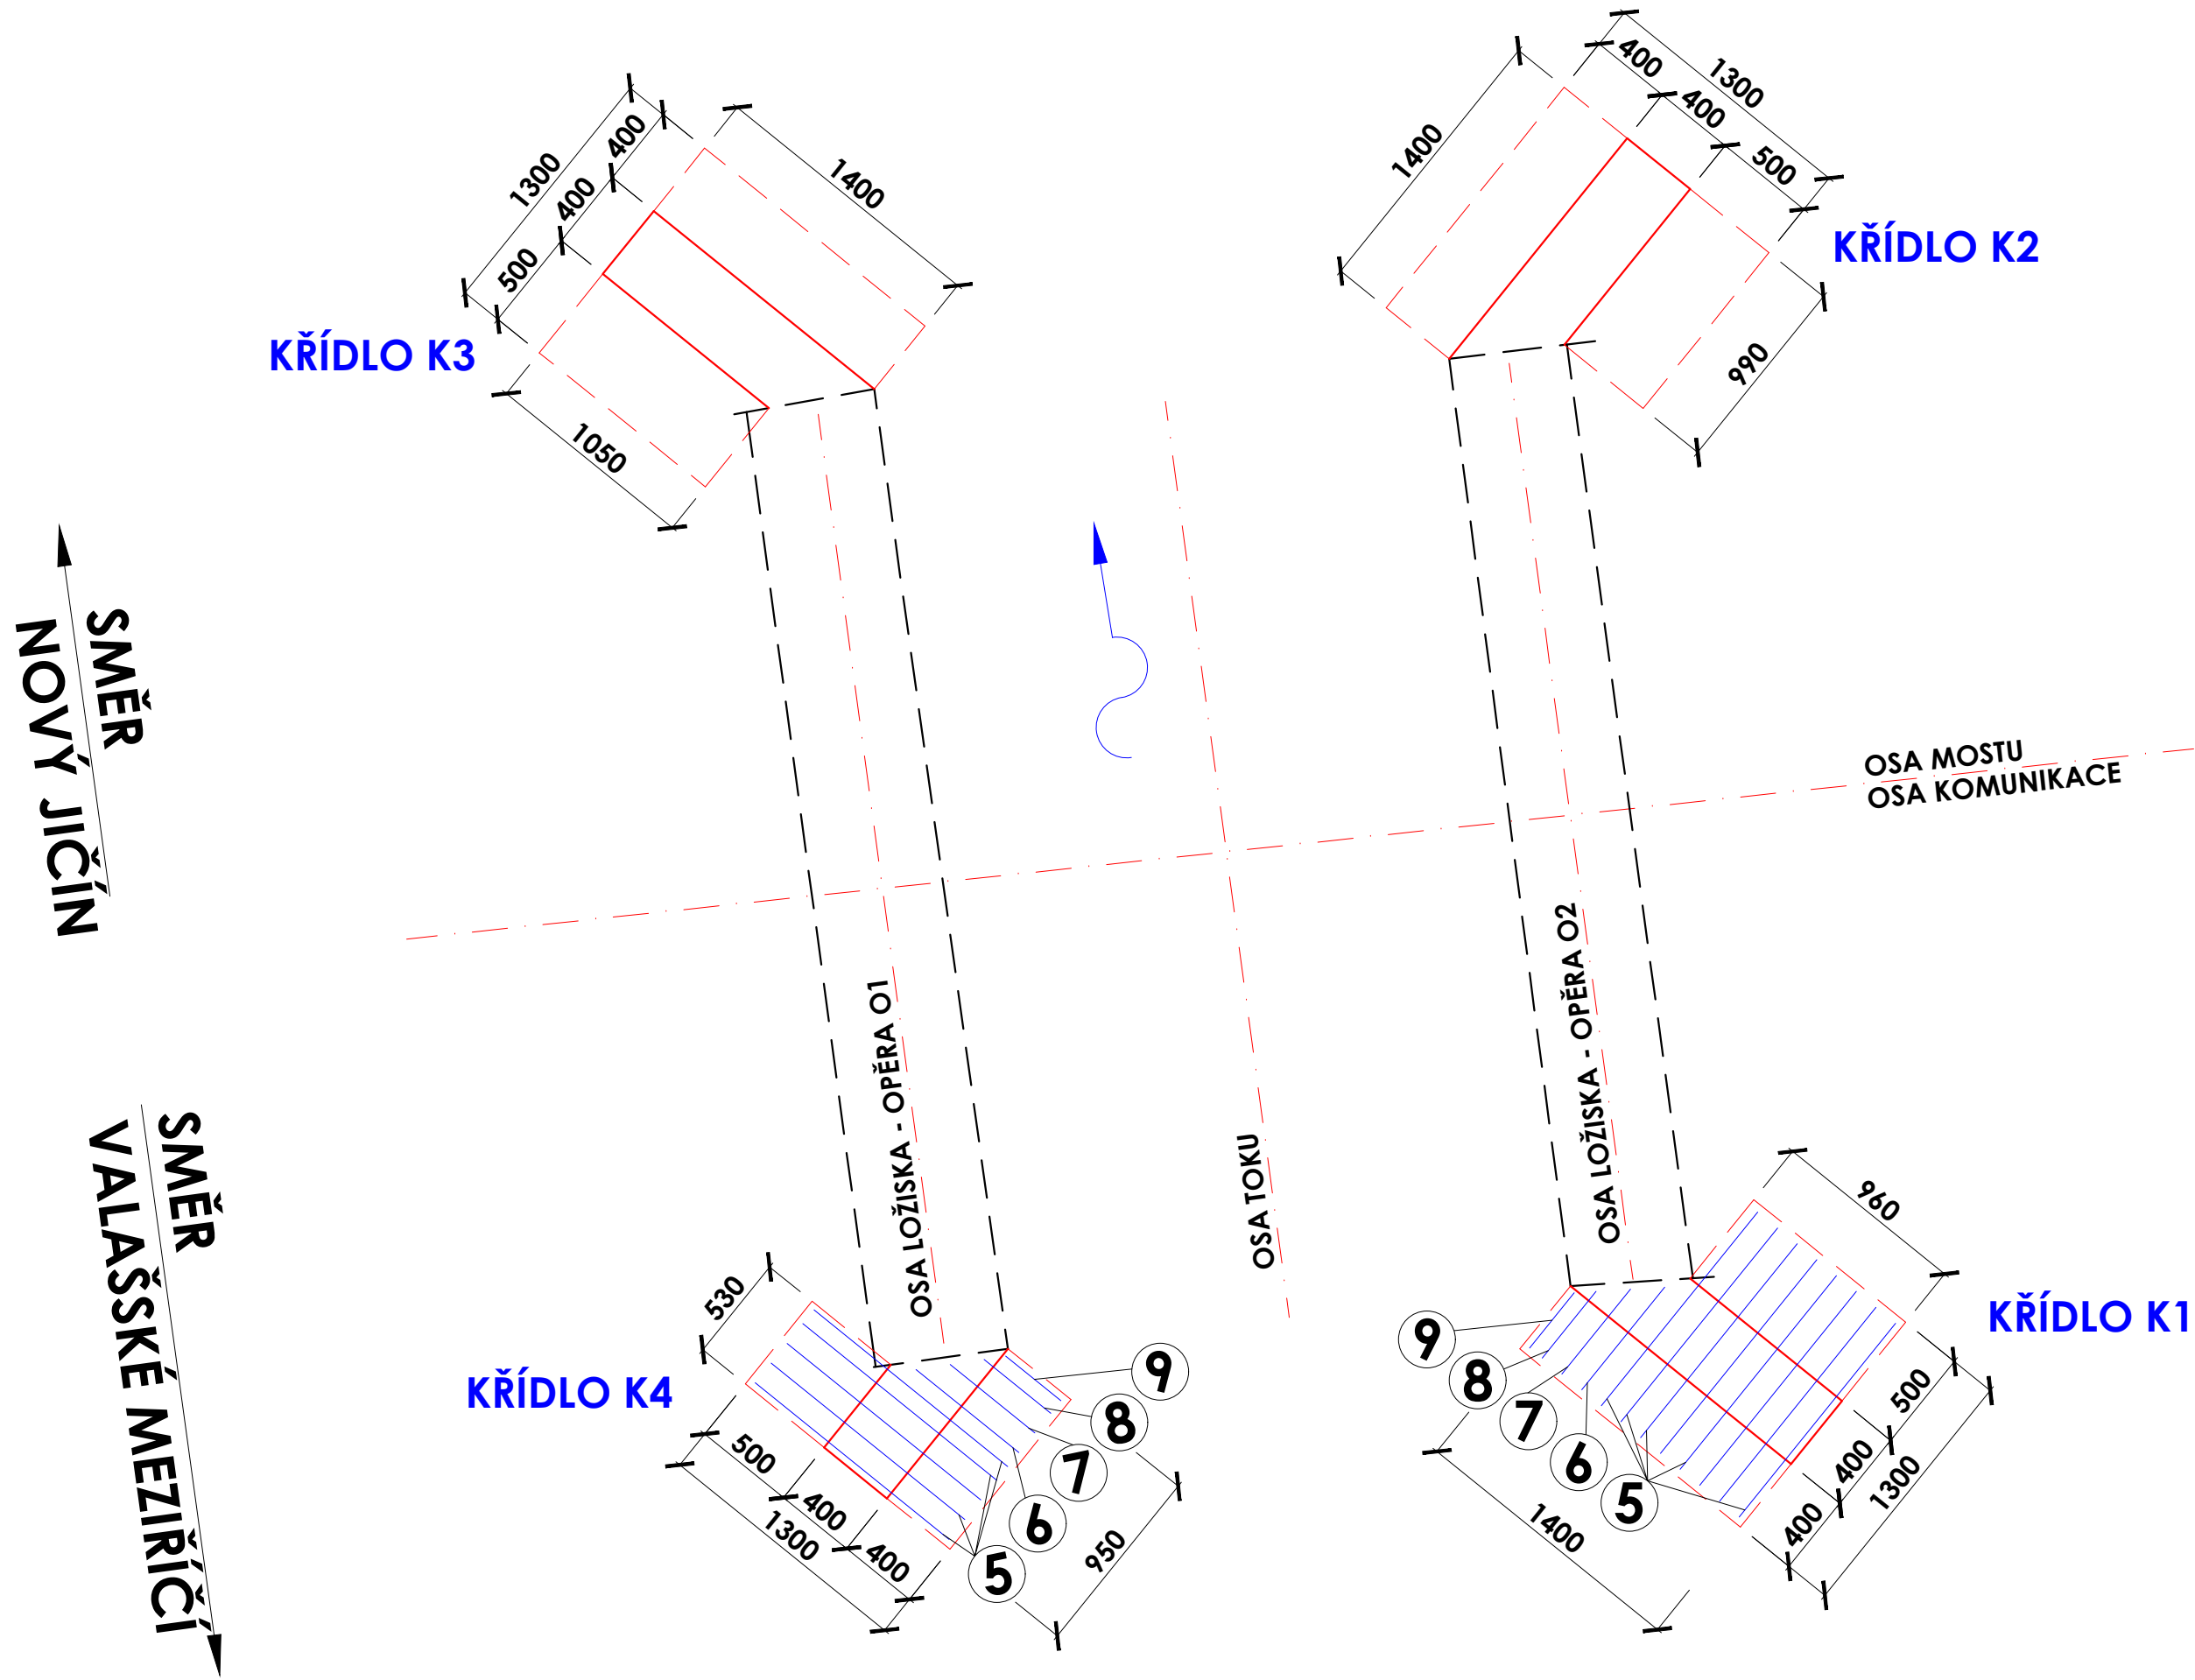 1300
400
400
500
1400
1050
KŘÍDLO K3
1400
400
1300
400
500
990
KŘÍDLO K2
SMĚR
NOVÝ JIČÍN
OSA MOSTU
OSA KOMUNIKACE
OSA LOŽISKA - OPĚRA O1
OSA TOKU
OSA LOŽISKA - OPĚRA O2
SMĚR
VALAŠSKÉ MEZIŘÍČÍ
530
KŘÍDLO K4
500
400
400
1300
950
9
8
7
6
5
960
KŘÍDLO K1
9
8
7
6
5
500
400
400
1300
1400